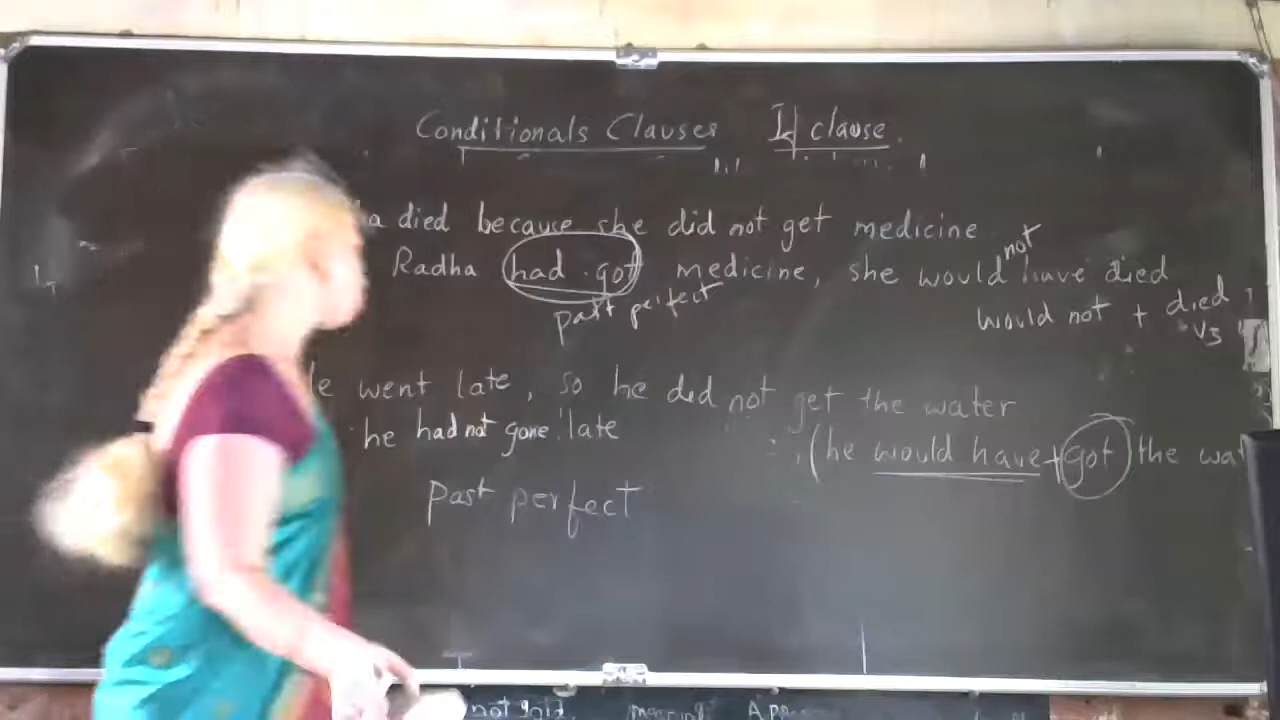 Conditionals Clauses If clause.
a died because she did not get medicine
Radha had got medicine, she would not have died
past perfect
would not + died
V3
e went late, so he did not get the water
he had not gone late
, (he would have + got the wat
Past perfect
not